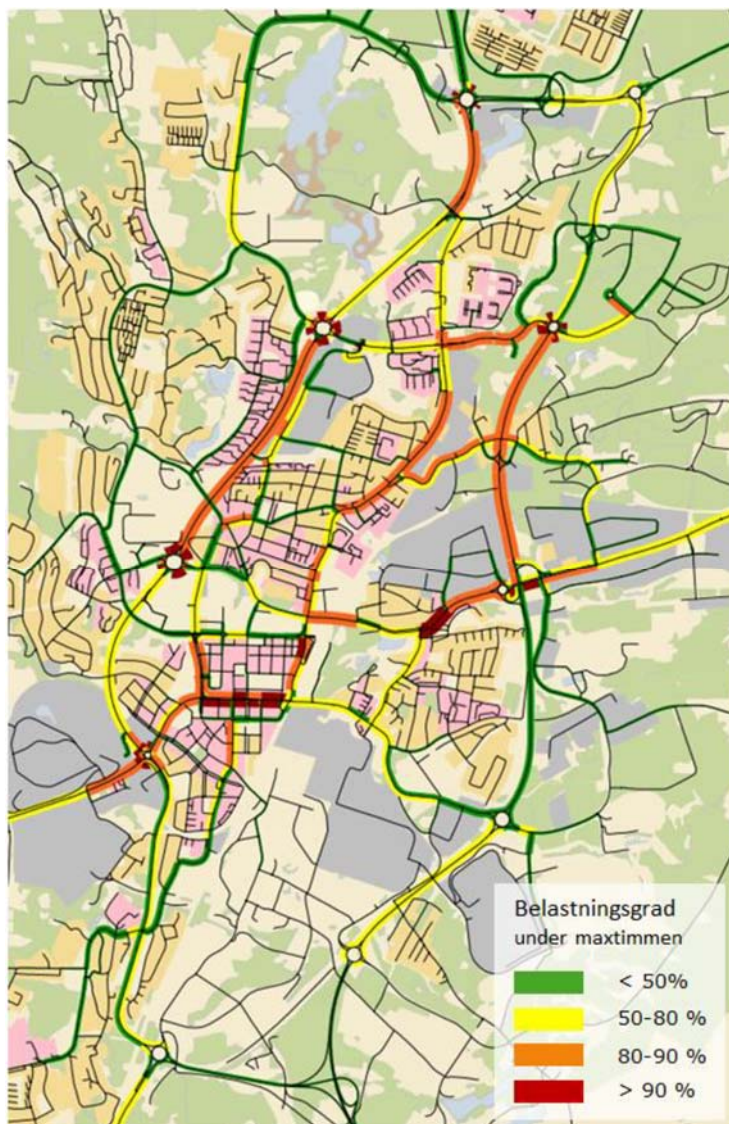 Belastningsgrad
under maxtimmen
< 50%
50-80 %
80-90 %
> 90 %